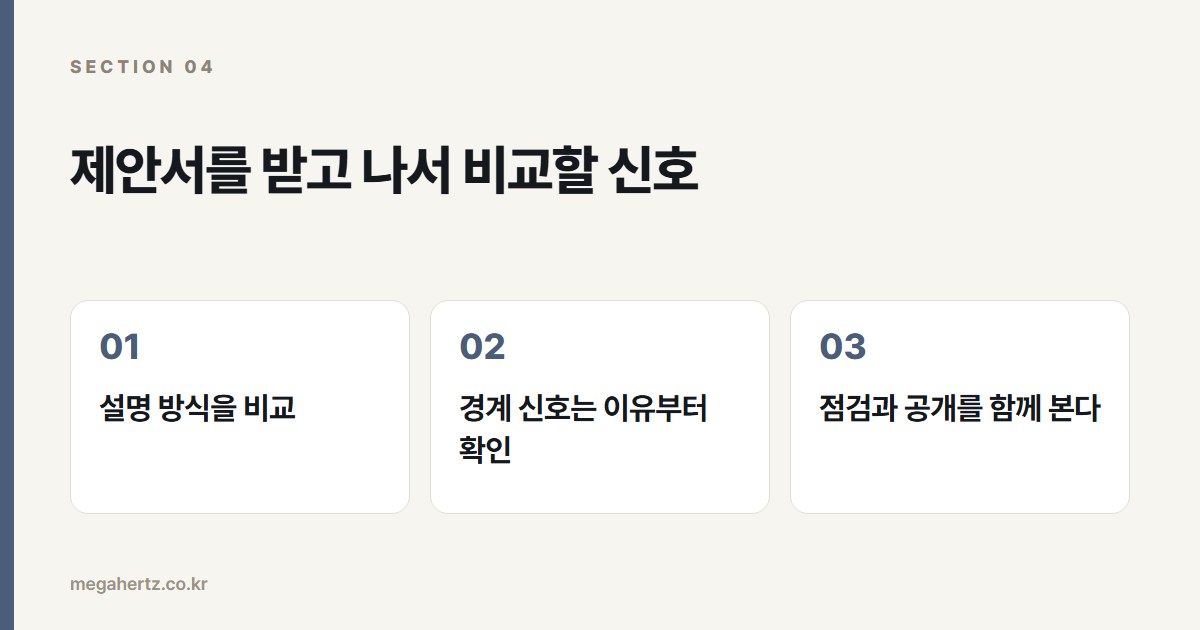 SECTION 04
제안서를 받고 나서 비교할 신호
01
설명 방식을 비교
02
경계 신호는 이유부터
확인
03
점검과 공개를 함께 본다
megahertz.co.kr